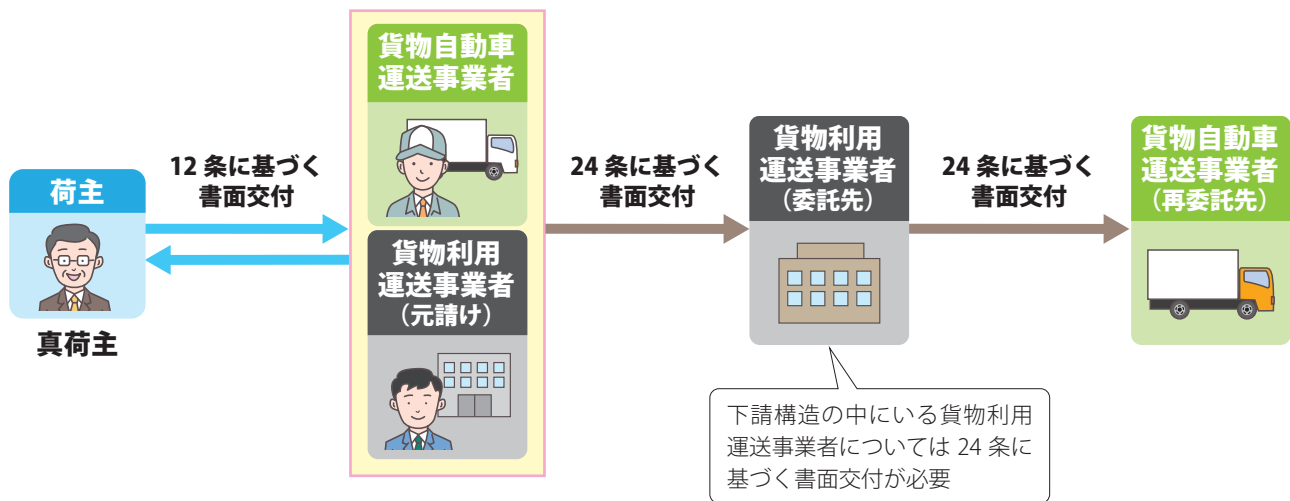 荷主
真荷主
12 条に基づく
書面交付
貨物自動車
運送事業者
貨物利用
運送事業者
（元請け）
24 条に基づく
書面交付
貨物利用
運送事業者
（委託先）
下請構造の中にいる貨物利用
運送事業者については 24 条に
基づく書面交付が必要
24 条に基づく
書面交付
貨物自動車
運送事業者
（再委託先）